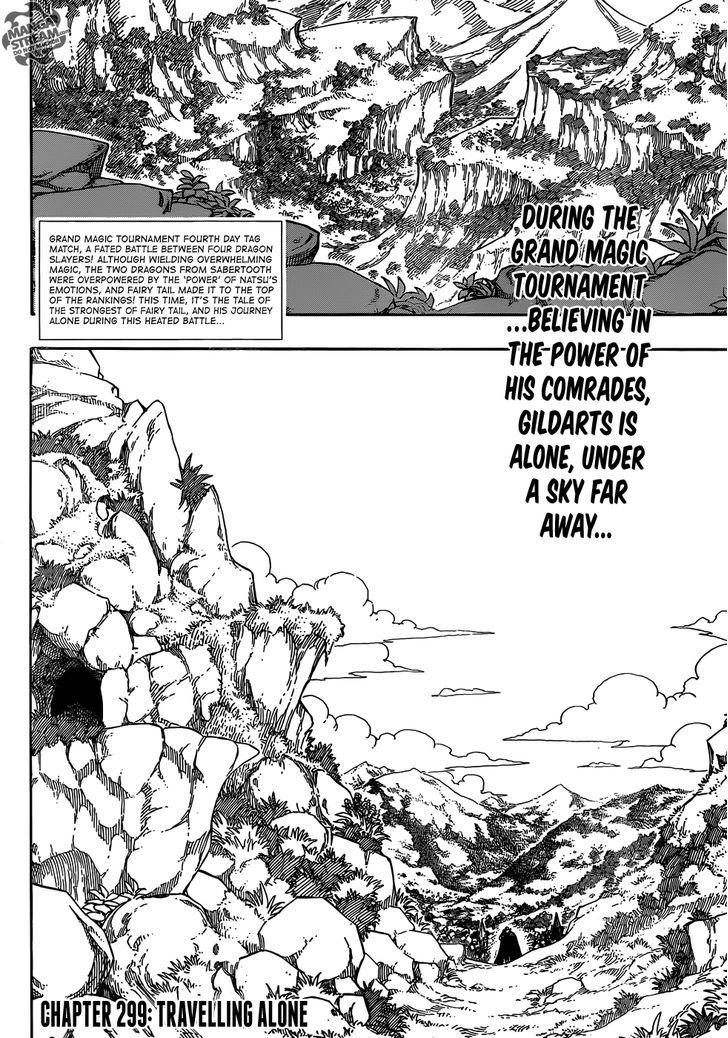 MANGA
STREAM
DURING THE
GRAND MAGIC
TOURNAMENT
...BELIEVING IN
THE POWER OF
HIS COMRADES,
GILDARTS IS
ALONE, UNDER
A SKY FAR
AWAY...
GRAND MAGIC TOURNAMENT FOURTH DAY TAG
MATCH, A FATED BATTLE BETWEEN FOUR DRAGON
SLAYERS! ALTHOUGH WIELDING OVERWHELMING
MAGIC, THE TWO DRAGONS FROM SABERTOOTH
WERE OVERPOWERED BY THE 'POWER' OF NATSU'S
EMOTIONS, AND FAIRY TAIL MADE IT TO THE TOP
OF THE RANKINGS! THIS TIME, IT'S THE TALE OF
THE STRONGEST OF FAIRY TAIL, AND HIS JOURNEY
ALONE DURING THIS HEATED BATTLE...
CHAPTER 299: TRAVELLING ALONE